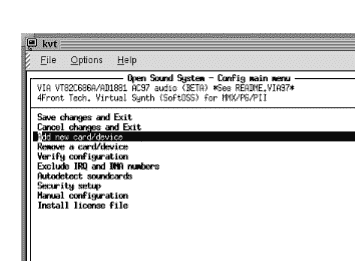 kvt
File Options Help
Open Sound System - Config main menu
VIA VT82C686A/AD1881 AC97 audio (BETA) *See README.VIA97*
4Front Tech. Virtual Synth (SoftOSS) for MMX/P6/PII
Save changes and Exit
Cancel changes and Exit
Add new card/device
Remove a card/device
Verify configuration
Exclude IRQ and DMA numbers
Autodetect soundcards
Security setup
Manual configuration
Install license file